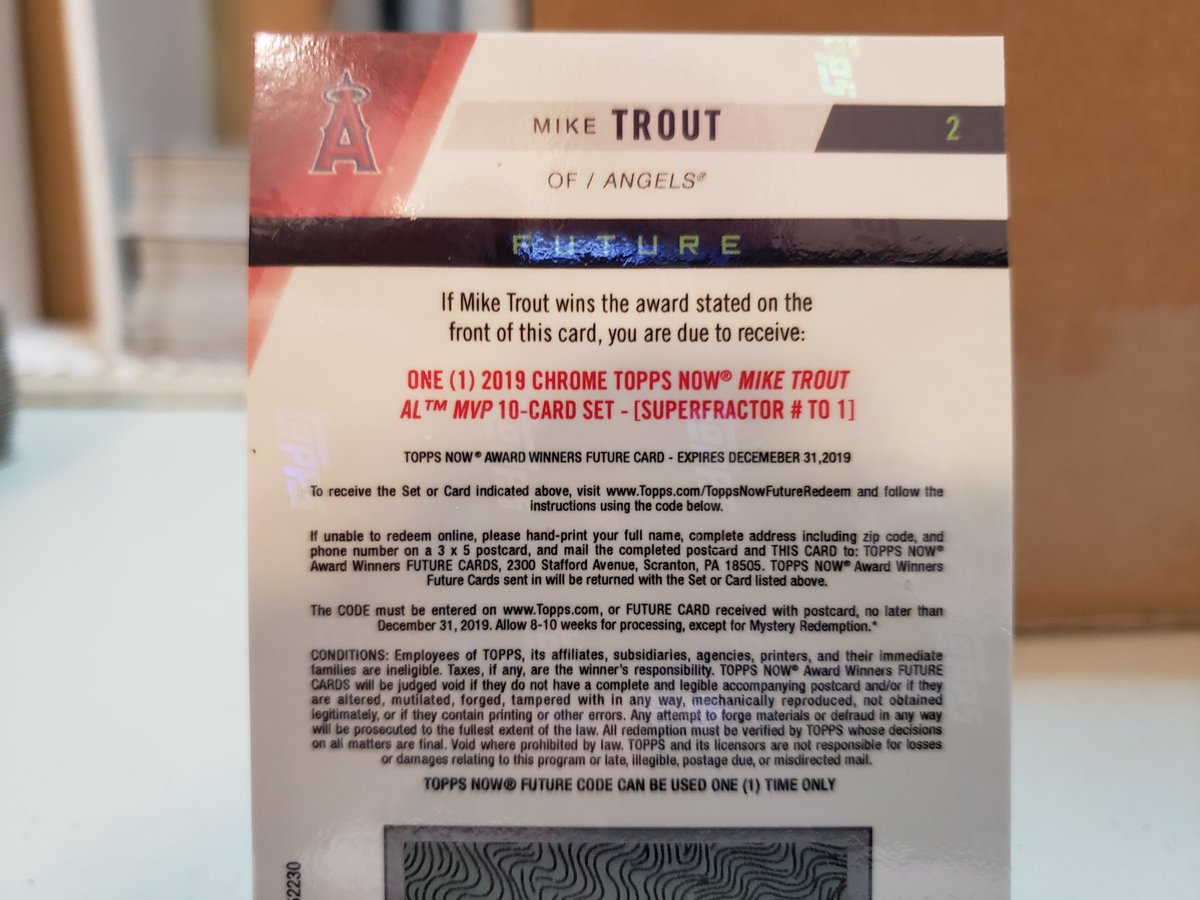 A
MIKE TROUT 2
OF / ANGELS®
FUTURE
If Mike Trout wins the award stated on the
front of this card, you are due to receive:
ONE (1) 2019 CHROME TOPPS NOW® MIKE TROUT
AL™ MVP 10-CARD SET - [SUPERFRACTOR # TO 1]
TOPPS NOW® AWARD WINNERS FUTURE CARD - EXPIRES DECEMEBER 31,2019
To receive the Set or Card indicated above, visit www.Topps.com/ToppsNowFutureRedeem and follow the
instructions using the code below.
If unable to redeem online, please hand-print your full name, complete address including zip code, and
phone number on a 3 x 5 postcard, and mail the completed postcard and THIS CARD to: TOPPS NOW®
Award Winners FUTURE CARDS, 2300 Stafford Avenue, Scranton, PA 18505. TOPPS NOW® Award Winners
Future Cards sent in will be returned with the Set or Card listed above.
The CODE must be entered on www.Topps.com, or FUTURE CARD received with postcard, no later than
December 31, 2019. Allow 8-10 weeks for processing, except for Mystery Redemption.*
CONDITIONS: Employees of TOPPS, its affiliates, subsidiaries, agencies, printers, and their immediate
families are ineligible. Taxes, if any, are the winner's responsibility. TOPPS NOW® Award Winners FUTURE
CARDS will be judged void if they do not have a complete and legible accompanying postcard and/or if they
are altered, mutilated, forged, tampered with in any way, mechanically reproduced, not obtained
legitimately, or if they contain printing or other errors. Any attempt to forge materials or defraud in any way
will be prosecuted to the fullest extent of the law. All redemption must be verified by TOPPS whose decisions
on all matters are final. Void where prohibited by law. TOPPS and its licensors are not responsible for losses
or damages relating to this program or late, illegible, postage due, or misdirected mail.
TOPPS NOW® FUTURE CODE CAN BE USED ONE (1) TIME ONLY